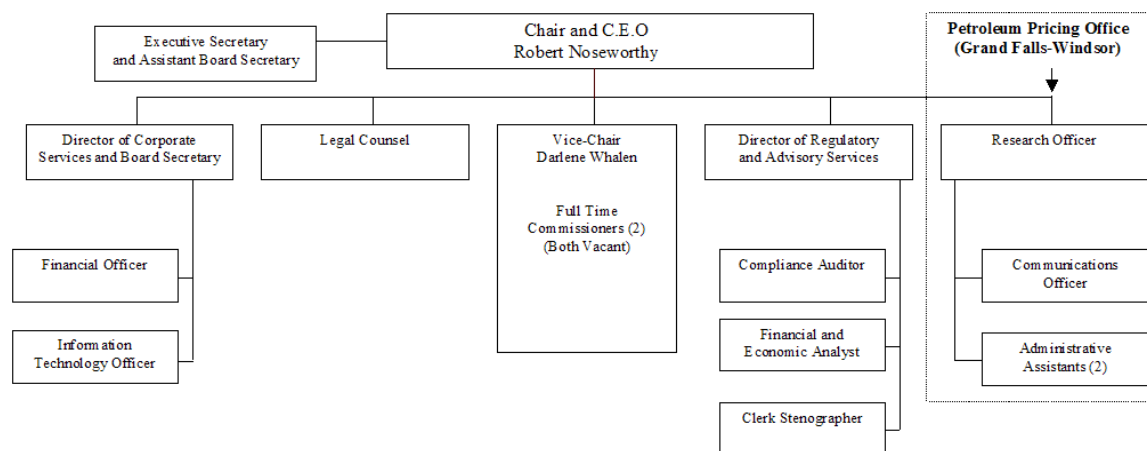 Chair and C.E.O
Robert Noseworthy
Executive Secretary
and Assistant Board Secretary
Petroleum Pricing Office
(Grand Falls-Windsor)
Director of Corporate
Services and Board Secretary
Legal Counsel
Vice-Chair
Darlene Whalen
Full Time
Commissioners (2)
(Both Vacant)
Director of Regulatory
and Advisory Services
Research Officer
Financial Officer
Compliance Auditor
Communications
Officer
Information
Technology Officer
Financial and
Economic Analyst
Administrative
Assistants (2)
Clerk Stenographer